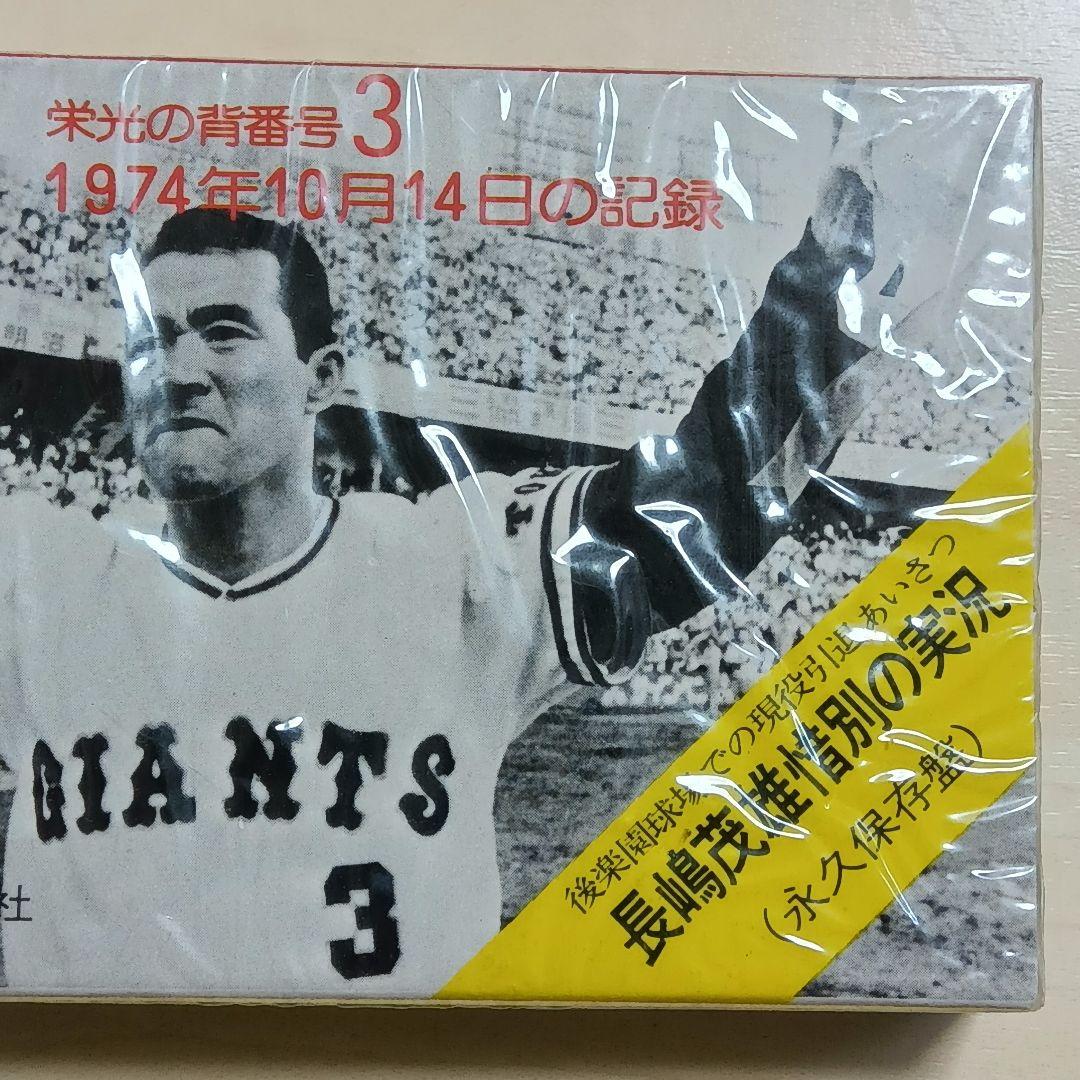 栄光の背番号3
1974年10月14日の記録
GIANTS
3
後楽園球場での現役引退あいさつ
長嶋茂雄惜別の実況
(永久保存盤)
社